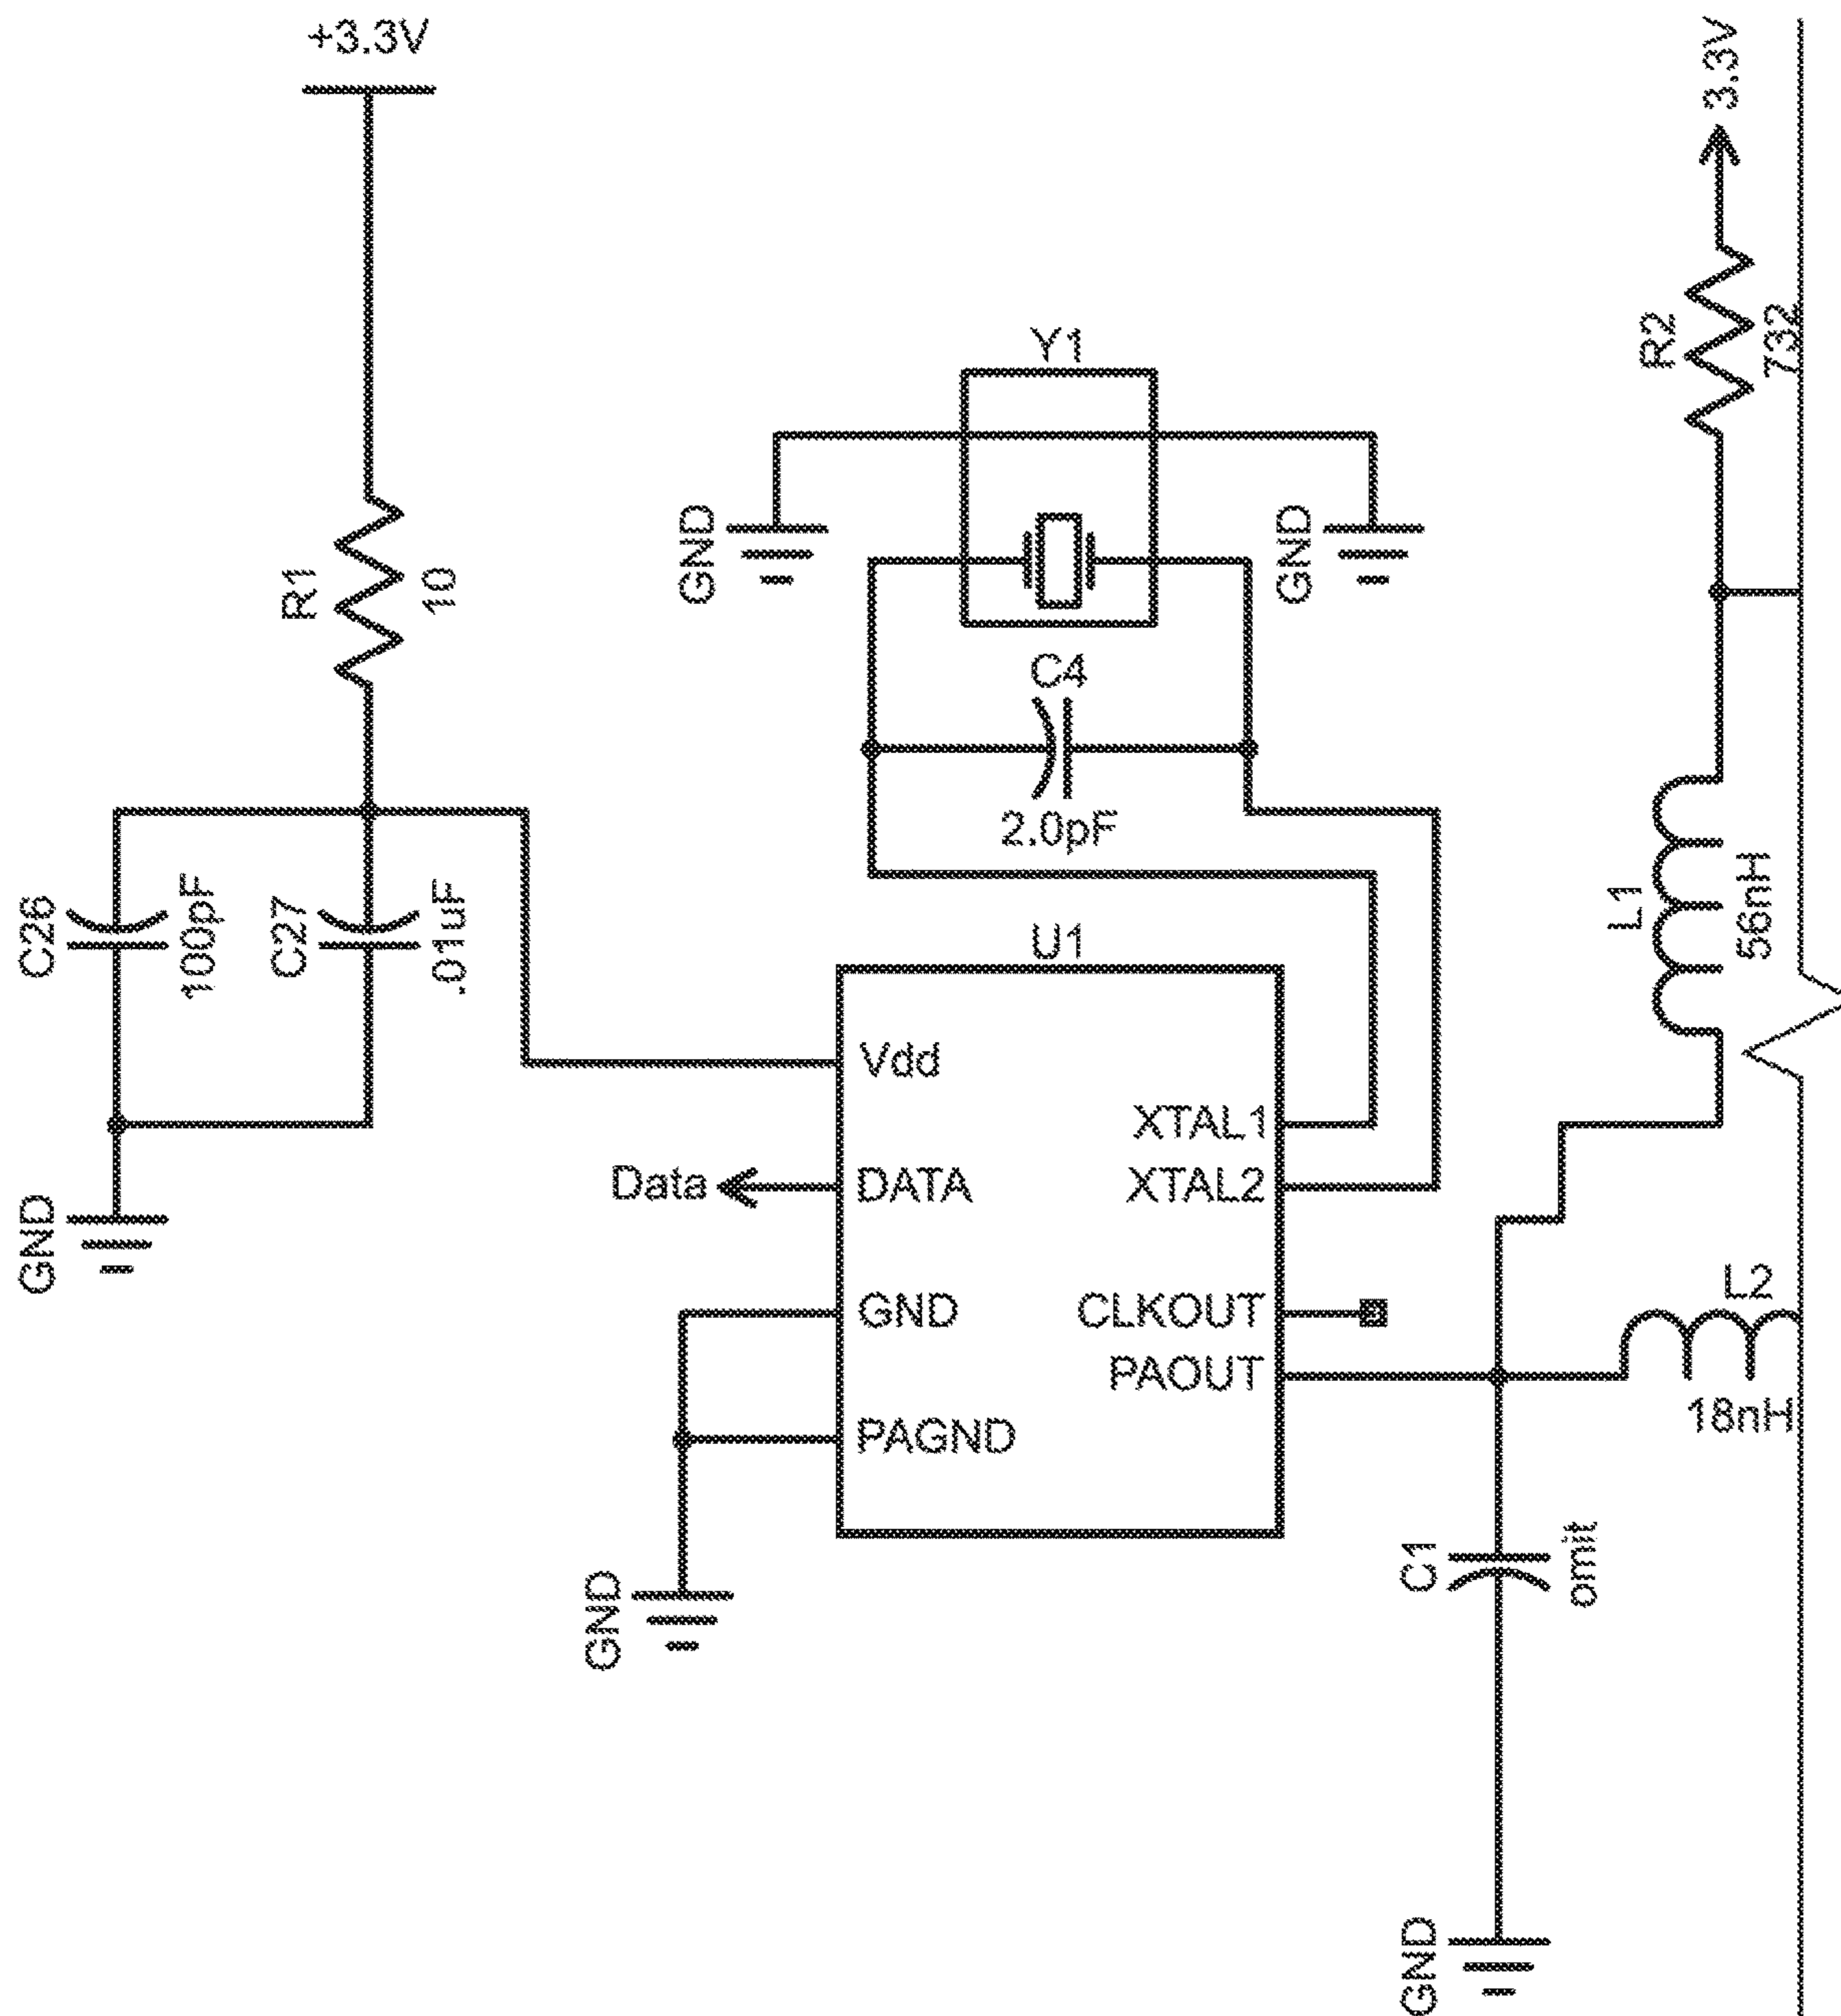 +3.3V
3.3V
R1
10
Y1
R2
732
GND
GND
C4
2.0pF
C26
100pF
C27
.01uF
L1
56nH
U1
Vdd
XTAL1
Data
DATA
XTAL2
GND
GND
CLKOUT
L2
PAOUT
18nH
PAGND
GND
C1
omit
GND